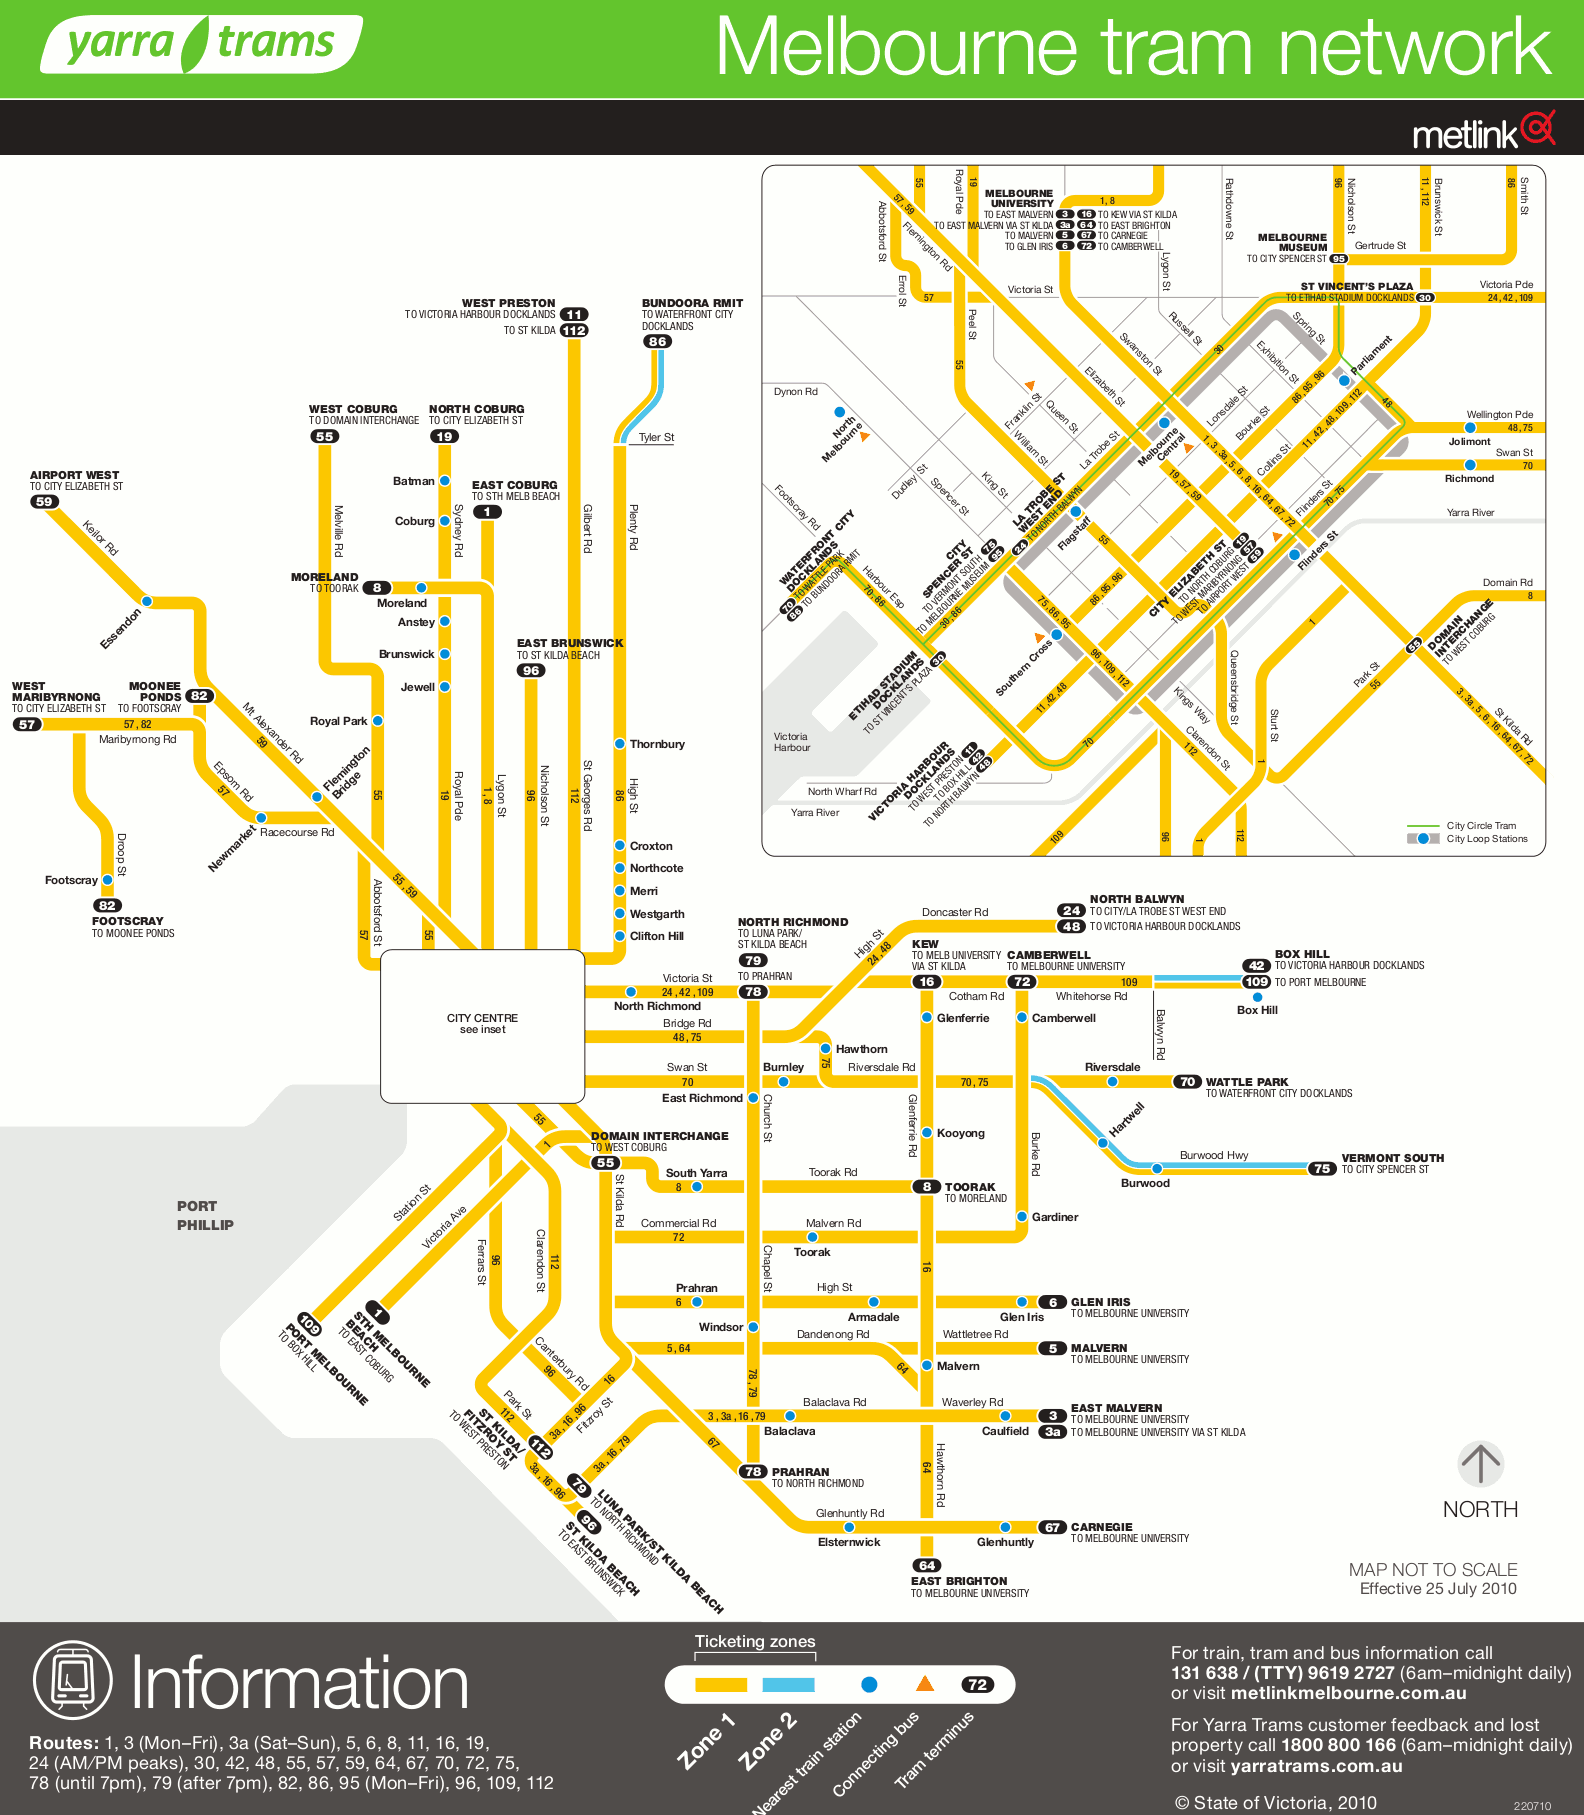 yarra trams
Melbourne tram network
metlink
WEST PRESTON
TO VICTORIA HARBOUR DOCKLANDS 11
TO ST KILDA 112
BUNDOORA RMIT
TO WATERFRONT CITY
DOCKLANDS
86
Tyler St
WEST COBURG
TO DOMAIN INTERCHANGE
55
NORTH COBURG
TO CITY ELIZABETH ST
19
Batman
Coburg
EAST COBURG
TO STH MELB BEACH
1
AIRPORT WEST
TO CITY ELIZABETH ST
59
Keilor Rd
Melville Rd
Sydney Rd
Gilbert Rd
Plenty Rd
MORELAND
TO TOORAK
8
Moreland
Anstey
Brunswick
Jewell
Essendon
EAST BRUNSWICK
TO ST KILDA BEACH
96
WEST
MARIBYRNONG
TO CITY ELIZABETH ST
57
MOONEE
PONDS
TO FOOTSCRAY
82
57, 82
Maribyrnong Rd
Mt Alexander Rd
59
Royal Park
Flemington
Bridge
Epsom Rd
57
Newmarket
Racecourse Rd
55
Royal Pde
19
Lygon St
1, 8
Nicholson St
96
St Georges Rd
112
High St
86
Thornbury
Croxton
Northcote
Merri
Westgarth
Clifton Hill
Droop St
Footscray
82
FOOTSCRAY
TO MOONEE PONDS
55, 59
Abbotsford St
57
55
CITY CENTRE
see inset
57, 59
55
Royal Pde
19
Abbotsford St
Flemington Rd
MELBOURNE
UNIVERSITY
TO EAST MALVERN 3 16 TO KEW VIA ST KILDA
TO EAST MALVERN VIA ST KILDA 3a 64 TO EAST BRIGHTON
TO MALVERN 5 67 TO CARNEGIE
TO GLEN IRIS 6 72 TO CAMBERWELL
1, 8
Lygon St
Rathdowne St
96
Nicholson St
11, 112
Brunswick St
86
Smith St
MELBOURNE
MUSEUM
TO CITY SPENCER ST 95
Gertrude St
ST VINCENT'S PLAZA
TO ETIHAD STADIUM DOCKLANDS 30
Victoria Pde
24, 42, 109
Errol St
57
Victoria St
Peel St
55
Swanston St
Russell St
30
Spring St
Exhibition St
Parliament
86, 95, 96
48
Elizabeth St
Lonsdale St
Bourke St
11, 42, 48, 109, 112
Dynon Rd
North
Melbourne
Franklin St
Queen St
William St
La Trobe St
Melbourne
Central
1, 3, 3a, 5, 6, 8, 16, 64, 67, 72
Collins St
Wellington Pde
48, 75
Jolimont
Swan St
70
Richmond
Dudley St
Spencer St
King St
19, 57, 59
Flinders St
70, 75
Footscray Rd
LA TROBE ST
WEST END
24 TO NORTH BALWYN
Flagstaff
55
Yarra River
Flinders St
WATERFRONT CITY
DOCKLANDS
70 TO WATTLE PARK
86 TO BUNDOORA RMIT
Harbour Esp
70, 86
CITY
SPENCER ST
TO VERMONT SOUTH 75
TO MELBOURNE MUSEUM 95
30, 86
86, 95, 96
75, 86, 95
CITY ELIZABETH ST
TO NORTH COBURG 19
TO WEST MARIBYRNONG 57
TO AIRPORT WEST 59
Domain Rd
8
1
55
DOMAIN
INTERCHANGE
TO WEST COBURG
Southern Cross
96, 109, 112
ETIHAD STADIUM
DOCKLANDS 30
TO ST VINCENT'S PLAZA
11, 42, 48
Kings Way
Queensbridge St
Sturt St
Park St
55
3, 3a, 5, 6, 16, 64, 67, 72
St Kilda Rd
Victoria
Harbour
VICTORIA HARBOUR
DOCKLANDS
TO WEST PRESTON 11
TO BOX HILL 42
TO NORTH BALWYN 48
70
112
Clarendon St
1
North Wharf Rd
Yarra River
109
96
1
112
City Circle Tram
City Loop Stations
NORTH RICHMOND
TO LUNA PARK/
ST KILDA BEACH
79
TO PRAHRAN
78
High St
24, 48
Doncaster Rd
24
48
NORTH BALWYN
TO CITY/LA TROBE ST WEST END
TO VICTORIA HARBOUR DOCKLANDS
KEW
TO MELB UNIVERSITY
VIA ST KILDA
16
CAMBERWELL
TO MELBOURNE UNIVERSITY
72
109
BOX HILL
42 TO VICTORIA HARBOUR DOCKLANDS
109 TO PORT MELBOURNE
Box Hill
Victoria St
24, 42, 109
North Richmond
Cotham Rd
Whitehorse Rd
Balwyn Rd
Bridge Rd
48, 75
Glenferrie
Camberwell
Hawthorn
75
Swan St
70
Burnley
Riversdale Rd
70, 75
Riversdale
70
WATTLE PARK
TO WATERFRONT CITY DOCKLANDS
East Richmond
Church St
Glenferrie Rd
Kooyong
Burke Rd
Hartwell
Burwood Hwy
Burwood
75
VERMONT SOUTH
TO CITY SPENCER ST
55
1
DOMAIN INTERCHANGE
TO WEST COBURG
55
South Yarra
8
Toorak Rd
8
TOORAK
TO MORELAND
St Kilda Rd
Commercial Rd
72
Malvern Rd
Toorak
Gardiner
PORT
PHILLIP
Station St
Victoria Ave
Ferrars St
96
Clarendon St
112
Chapel St
16
109
PORT MELBOURNE
TO BOX HILL
1
STH MELBOURNE
BEACH
TO EAST COBURG
Prahran
6
High St
Armadale
Glen Iris
6
GLEN IRIS
TO MELBOURNE UNIVERSITY
Windsor
Dandenong Rd
Wattletree Rd
5, 64
64
5
MALVERN
TO MELBOURNE UNIVERSITY
Malvern
Canterbury Rd
96
16
78, 79
Park St
112
3a, 16, 96
Fitzroy St
ST KILDA/
FITZROY ST
TO WEST PRESTON
112
3a, 16, 96
3a, 16, 79
3, 3a, 16, 79
Balaclava Rd
Balaclava
Waverley Rd
Caulfield
3
3a
EAST MALVERN
TO MELBOURNE UNIVERSITY
TO MELBOURNE UNIVERSITY VIA ST KILDA
67
78
PRAHRAN
TO NORTH RICHMOND
64
Hawthorn Rd
79
LUNA PARK/ST KILDA BEACH
TO NORTH RICHMOND
96
ST KILDA BEACH
TO EAST BRUNSWICK
Glenhuntly Rd
Elsternwick
Glenhuntly
67
CARNEGIE
TO MELBOURNE UNIVERSITY
64
EAST BRIGHTON
TO MELBOURNE UNIVERSITY
NORTH
MAP NOT TO SCALE
Effective 25 July 2010
Information
Routes: 1, 3 (Mon–Fri), 3a (Sat–Sun), 5, 6, 8, 11, 16, 19,
24 (AM/PM peaks), 30, 42, 48, 55, 57, 59, 64, 67, 70, 72, 75,
78 (until 7pm), 79 (after 7pm), 82, 86, 95 (Mon–Fri), 96, 109, 112
Ticketing zones
72
Zone 1
Zone 2
Nearest train station
Connecting bus
Tram terminus
For train, tram and bus information call
131 638 / (TTY) 9619 2727 (6am–midnight daily)
or visit metlinkmelbourne.com.au
For Yarra Trams customer feedback and lost
property call 1800 800 166 (6am–midnight daily)
or visit yarratrams.com.au
© State of Victoria, 2010
220710